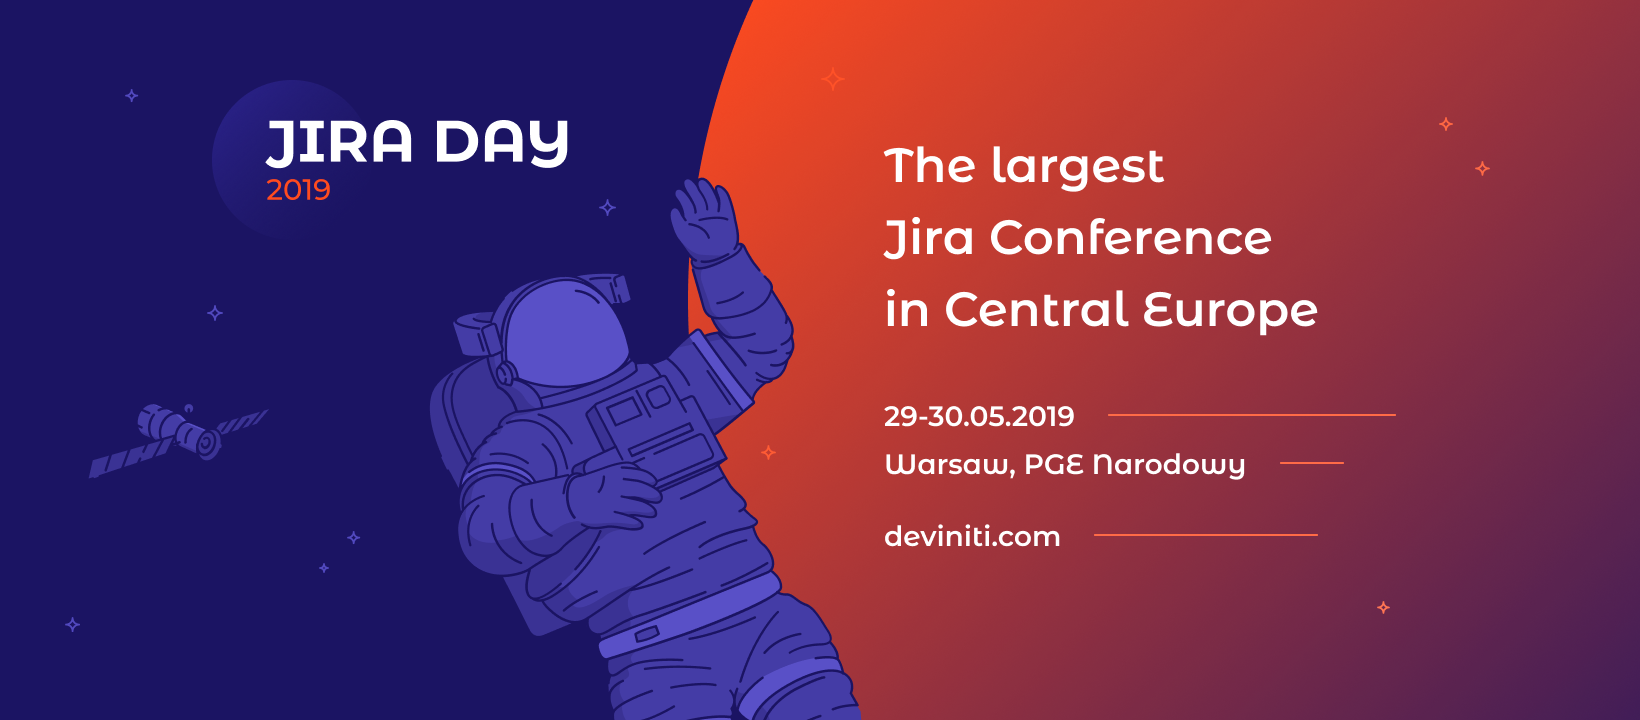 JIRA DAY
2019
The largest
Jira Conference
in Central Europe
29-30.05.2019
Warsaw, PGE Narodowy
deviniti.com